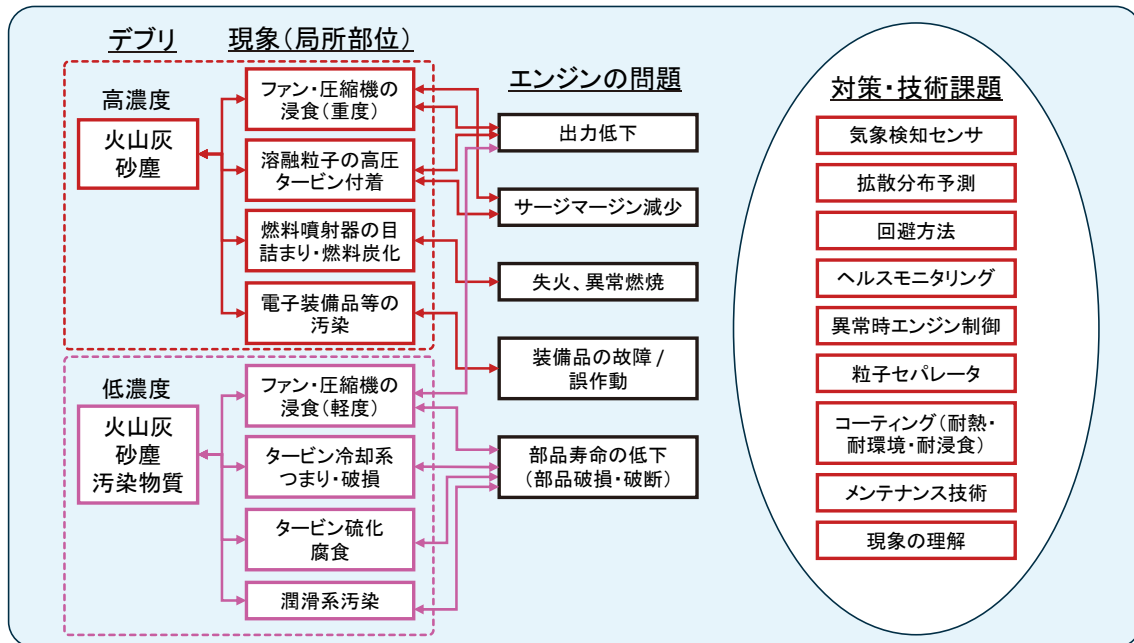 デブリ
現象(局所部位)
高濃度
火山灰
砂塵
ファン・圧縮機の
浸食(重度)
溶融粒子の高圧
タービン付着
燃料噴射器の目
詰まり・燃料炭化
電子装備品等の
汚染
低濃度
火山灰
砂塵
汚染物質
ファン・圧縮機の
浸食(軽度)
タービン冷却系
つまり・破損
タービン硫化
腐食
潤滑系汚染
エンジンの問題
出力低下
サージマージン減少
失火、異常燃焼
装備品の故障/
誤作動
部品寿命の低下
(部品破損・破断)
対策・技術課題
気象検知センサ
拡散分布予測
回避方法
ヘルスモニタリング
異常時エンジン制御
粒子セパレータ
コーティング(耐熱・
耐環境・耐浸食)
メンテナンス技術
現象の理解